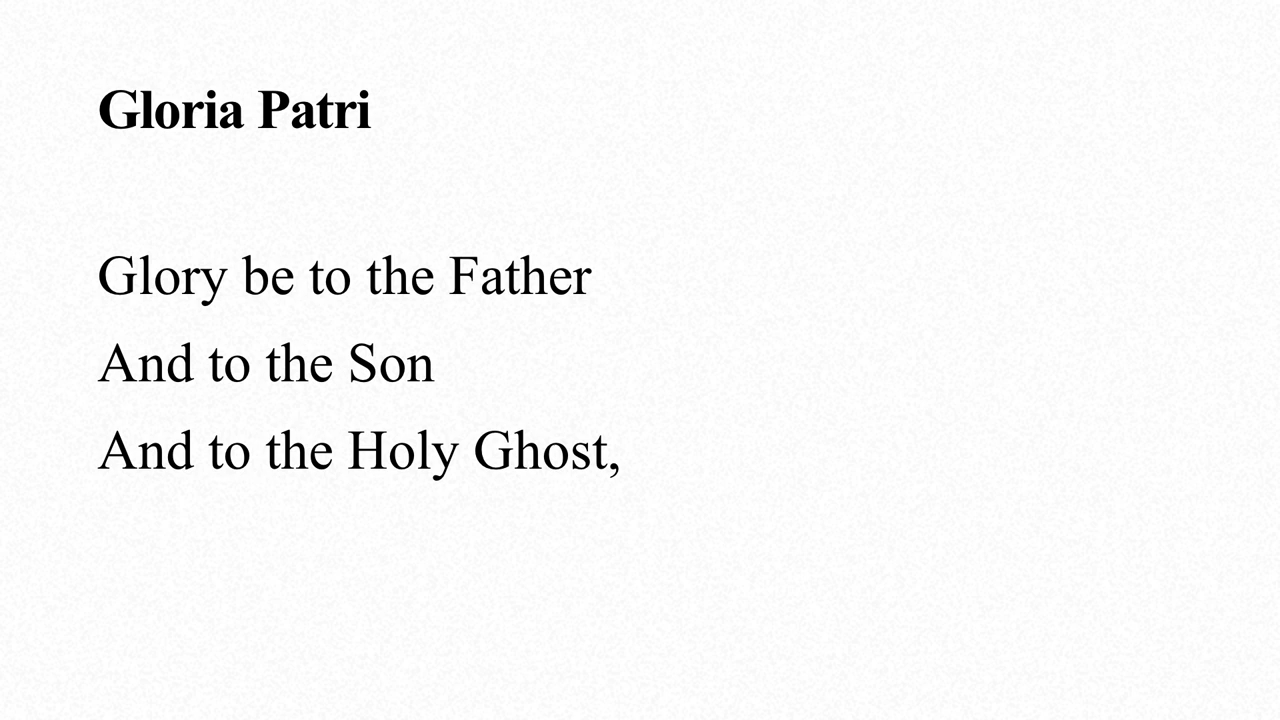 Gloria Patri
Glory be to the Father
And to the Son
And to the Holy Ghost,